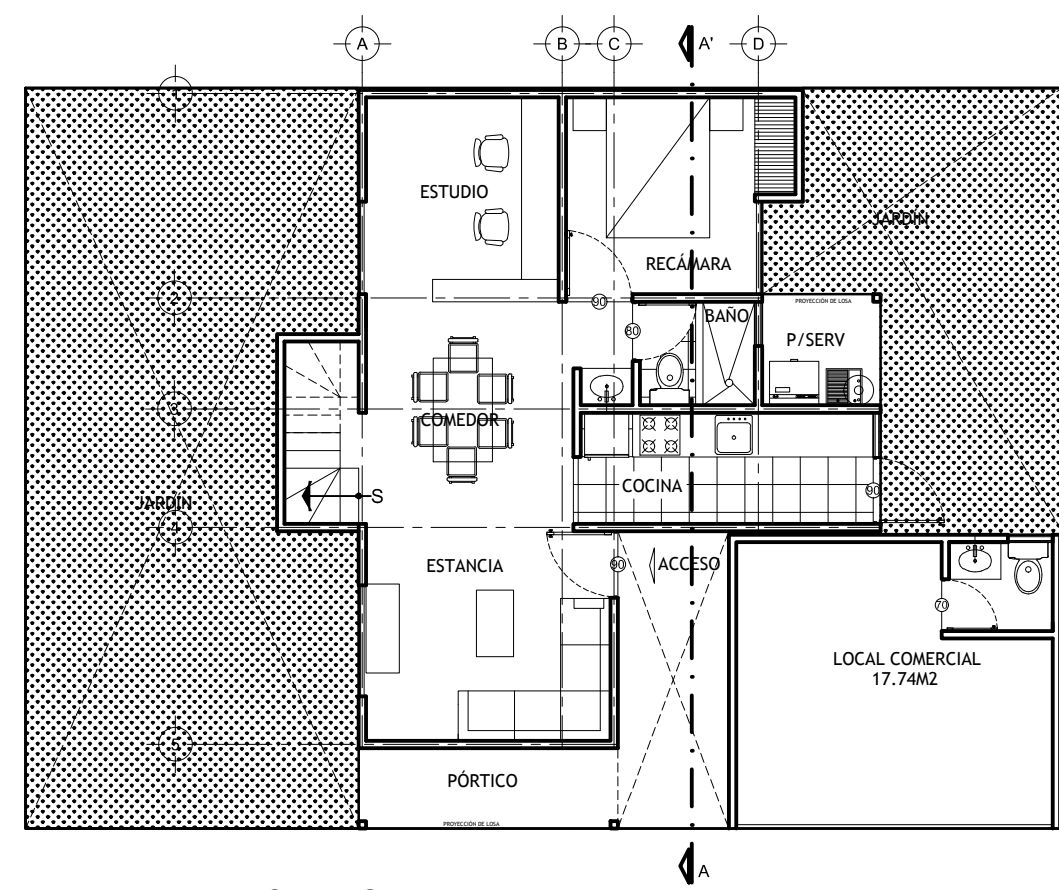 A
B
C
A'
D
1
ESTUDIO
JARDÍN
RECÁMARA
2
90
PROYECCIÓN DE LOSA
BAÑO
80
P/SERV
3
COMEDOR
COCINA
90
JARDÍN
S
4
ESTANCIA
90
ACCESO
70
LOCAL COMERCIAL
17.74M2
5
PÓRTICO
PROYECCIÓN DE LOSA
A